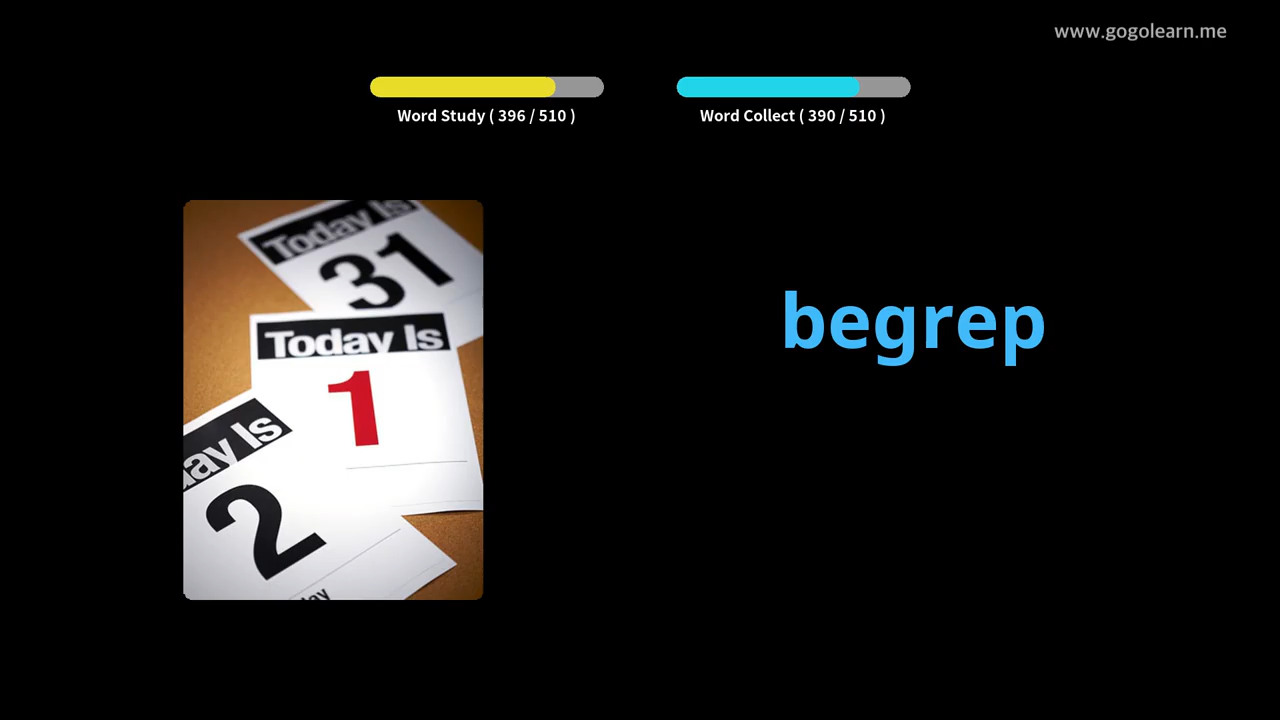 www.gogolearn.me
Word Study ( 396 / 510 )
Word Collect ( 390 / 510 )
Today Is
31
Today Is
1
ay Is
2
begrep